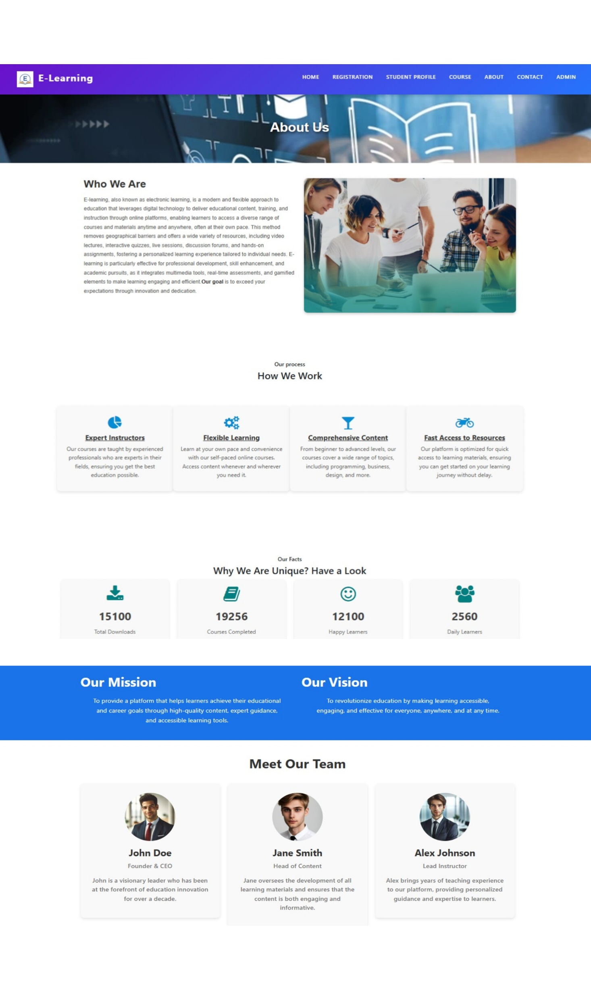 E
E-Learning
HOME REGISTRATION STUDENT PROFILE COURSE ABOUT CONTACT ADMIN
About Us
Who We Are
E-learning, also known as electronic learning, is a modern and flexible approach to
education that leverages digital technology to deliver educational content, training, and
instruction through online platforms, enabling learners to access a diverse range of
courses and materials anytime and anywhere, often at their own pace. This method
removes geographical barriers and offers a wide variety of resources, including video
lectures, interactive quizzes, live sessions, discussion forums, and hands-on
assignments, fostering a personalized learning experience tailored to individual needs. E-
learning is particularly effective for professional development, skill enhancement, and
academic pursuits, as it integrates multimedia tools, real-time assessments, and gamified
elements to make learning engaging and efficient.Our goal is to exceed your
expectations through innovation and dedication.
Our process
How We Work
Expert Instructors
Our courses are taught by experienced
professionals who are experts in their
fields, ensuring you get the best
education possible.
Flexible Learning
Learn at your own pace and convenience
with our self-paced online courses.
Access content whenever and wherever
you need it.
Comprehensive Content
From beginner to advanced levels, our
courses cover a wide range of topics,
including programming, business,
design, and more.
Fast Access to Resources
Our platform is optimized for quick
access to learning materials, ensuring
you can get started on your learning
journey without delay.
Our Facts
Why We Are Unique? Have a Look
15100
Total Downloads
19256
Courses Completed
12100
Happy Learners
2560
Daily Learners
Our Mission
To provide a platform that helps learners achieve their educational
and career goals through high-quality content, expert guidance,
and accessible learning tools.
Our Vision
To revolutionize education by making learning accessible,
engaging, and effective for everyone, anywhere, and at any time.
Meet Our Team
John Doe
Founder & CEO
John is a visionary leader who has been
at the forefront of education innovation
for over a decade.
Jane Smith
Head of Content
Jane oversees the development of all
learning materials and ensures that the
content is both engaging and
informative.
Alex Johnson
Lead Instructor
Alex brings years of teaching experience
to our platform, providing personalized
guidance and expertise to learners.